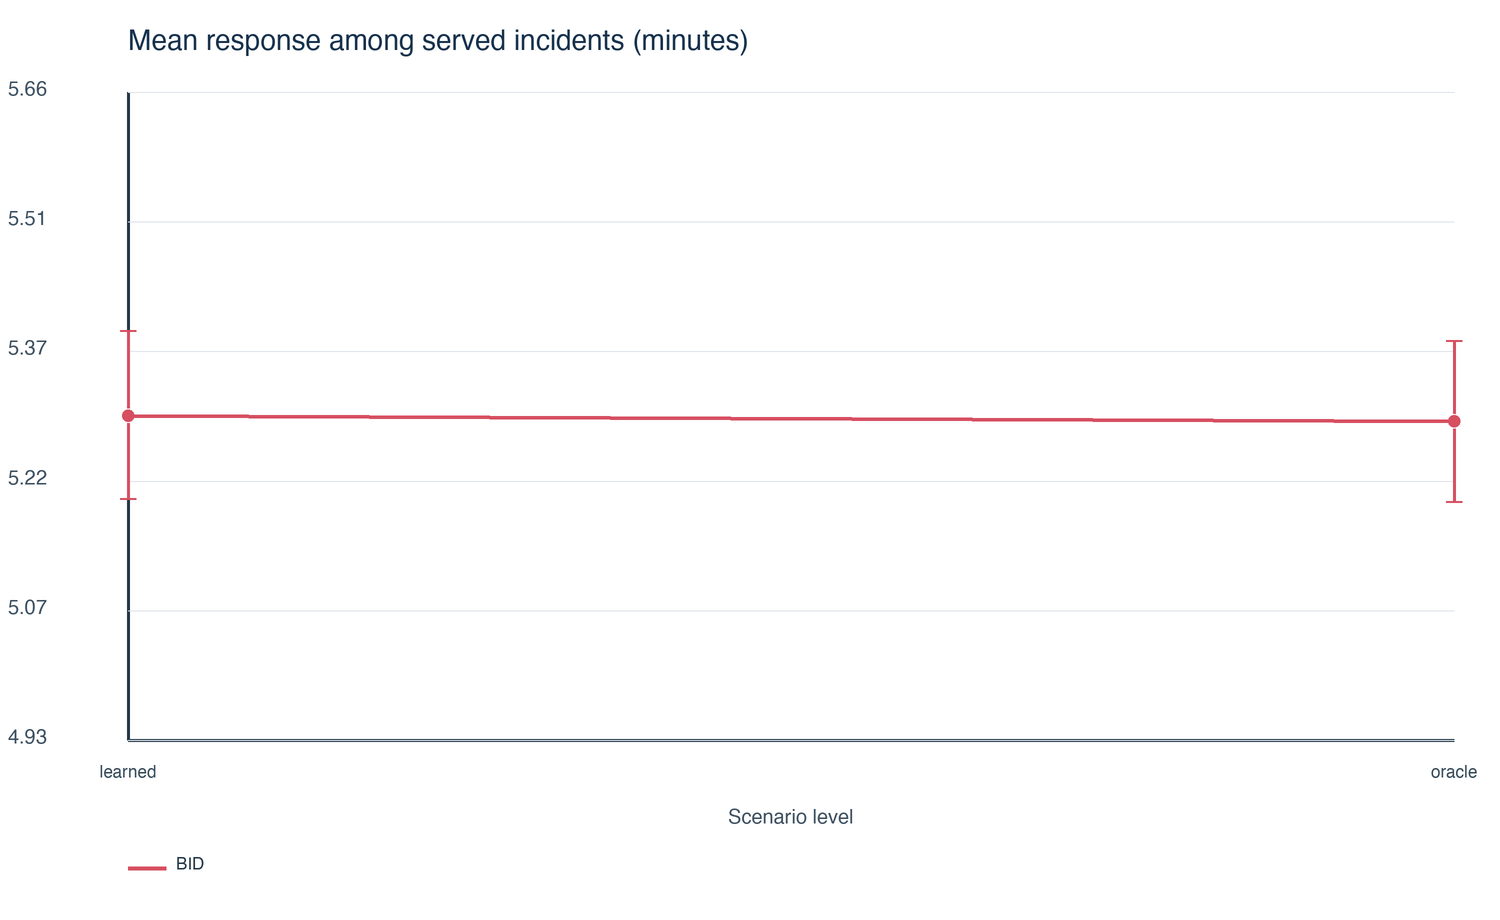 Mean response among served incidents (minutes)
5.66
5.51
5.37
5.22
5.07
4.93
learned
oracle
Scenario level
BID